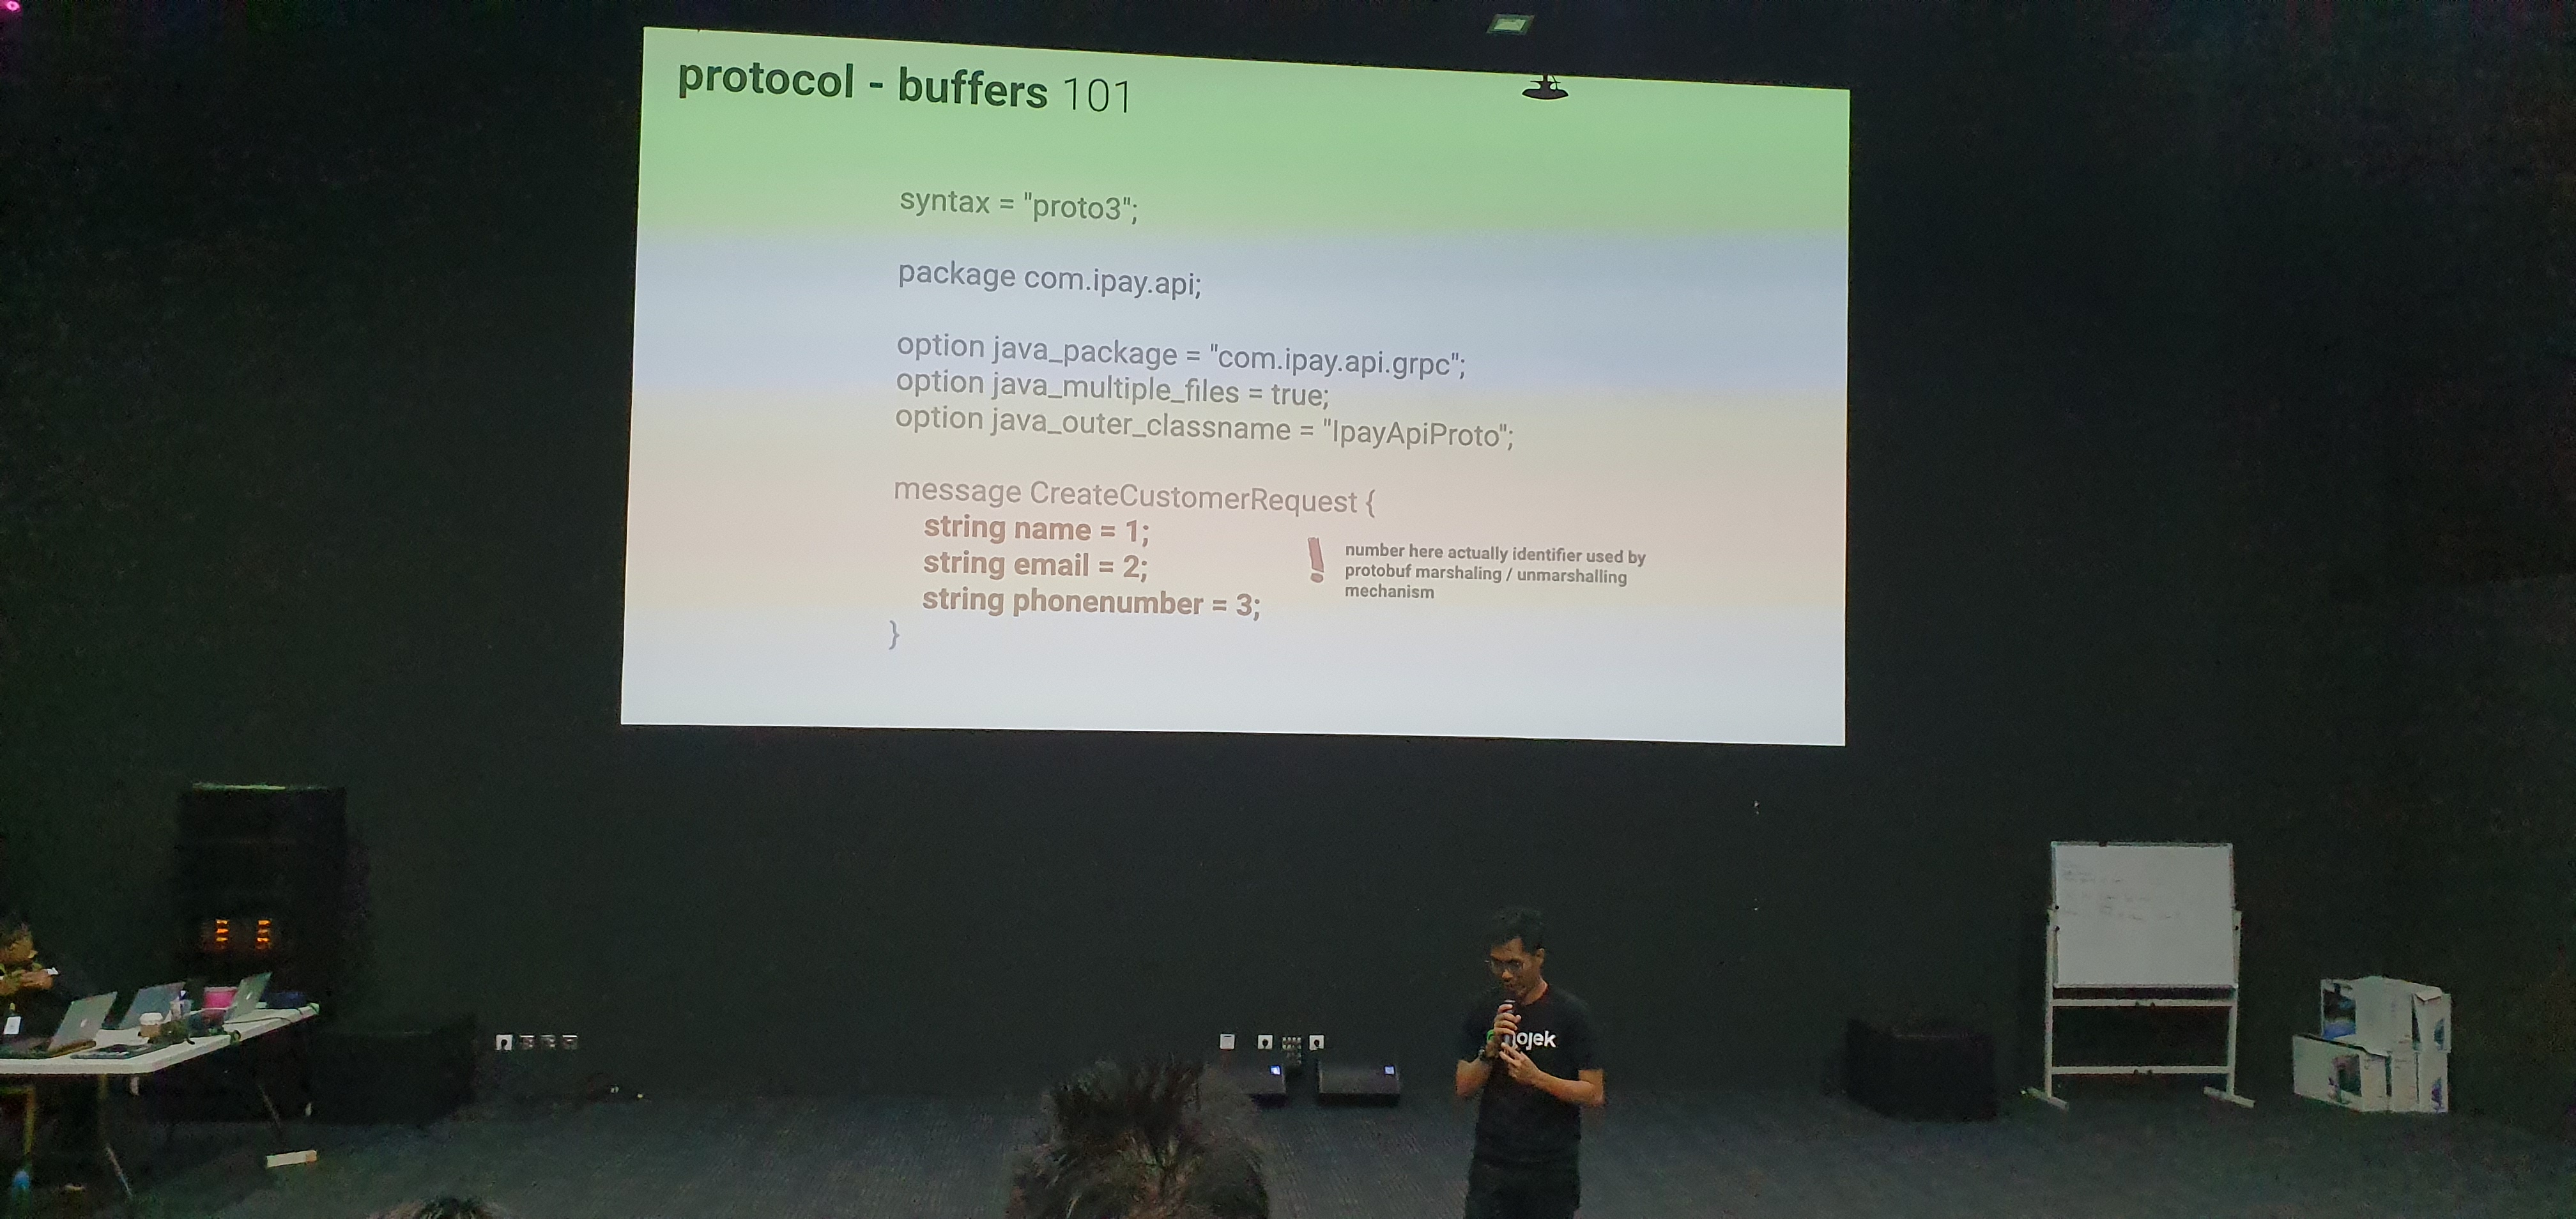 protocol - buffers 101
syntax = "proto3";
package com.ipay.api;
option java_package = "com.ipay.api.grpc";
option java_multiple_files = true;
option java_outer_classname = "IpayApiProto";
message CreateCustomerRequest {
string name = 1;
string email = 2;
string phonenumber = 3;
}
! number here actually identifier used by
protobuf marshaling / unmarshalling
mechanism
ojek